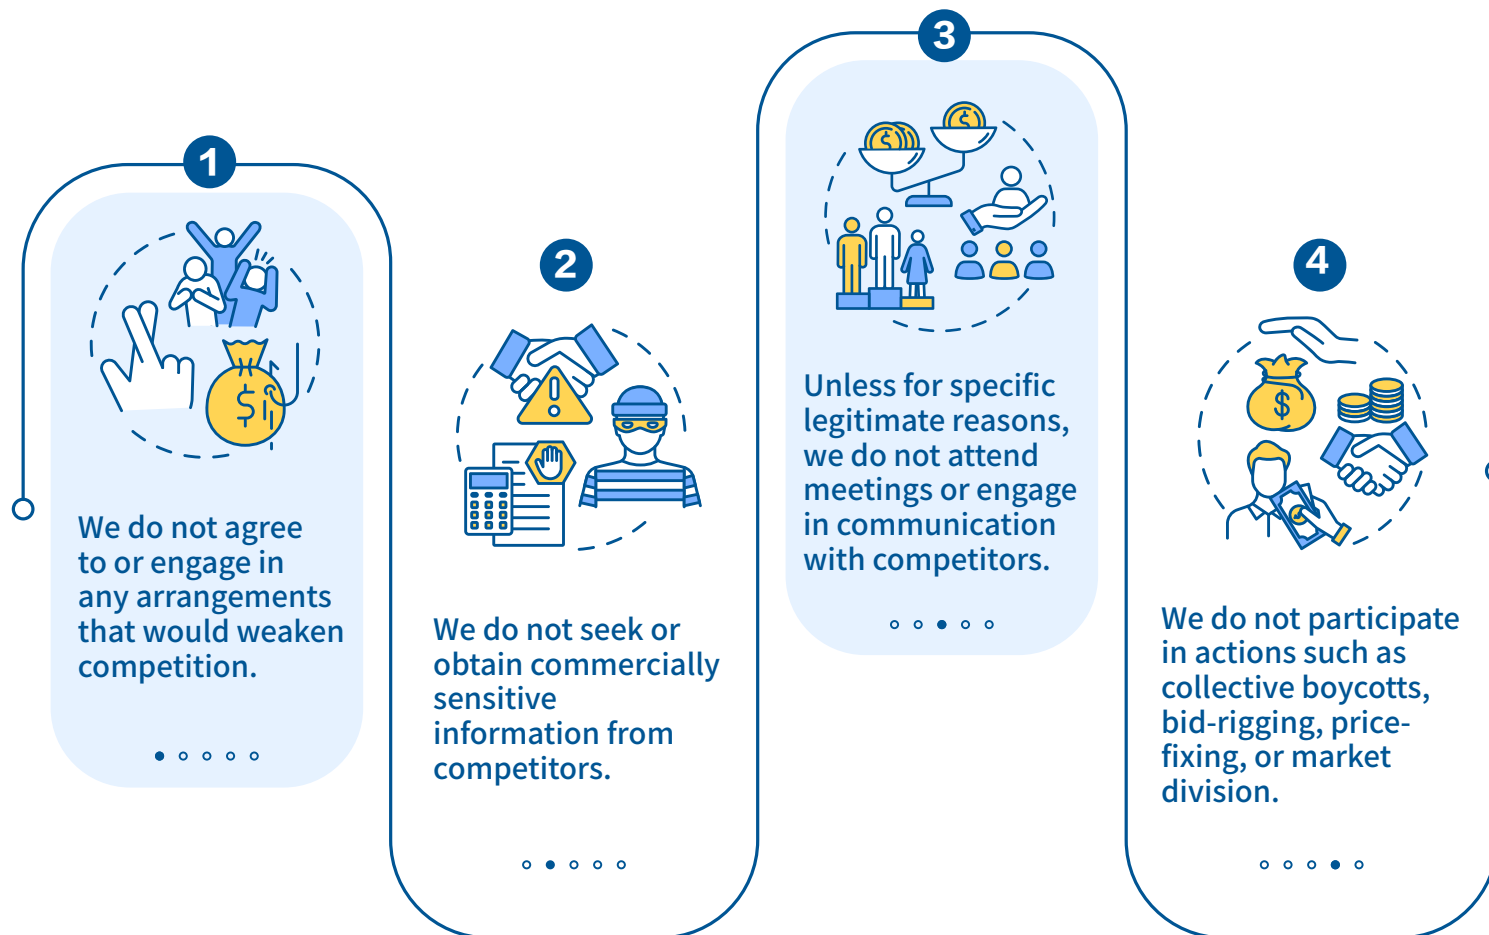 1
We do not agree
to or engage in
any arrangements
that would weaken
competition.
2
We do not seek or
obtain commercially
sensitive
information from
competitors.
3
Unless for specific
legitimate reasons,
we do not attend
meetings or engage
in communication
with competitors.
4
We do not participate
in actions such as
collective boycotts,
bid-rigging, price-
fixing, or market
division.